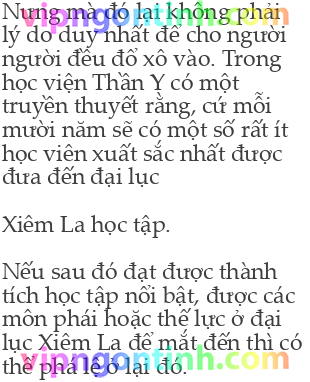 Nưng mà đó lại không phải
lý do duy nhất để cho người
người đều đổ xô vào. Trong
học viện Thần Y có một
truyền thuyết rằng, cứ mỗi
mười năm sẽ có một số rất ít
học viên xuất sắc nhất được
đưa đến đại lục
Xiêm La học tập.
Nếu sau đó đạt được thành
tích học tập nổi bật, được các
môn phái hoặc thế lực ở đại
lục Xiêm La để mắt đến thì có
thể phá lệ ở lại đó.
vipngontinh.com
vipngontinh.com